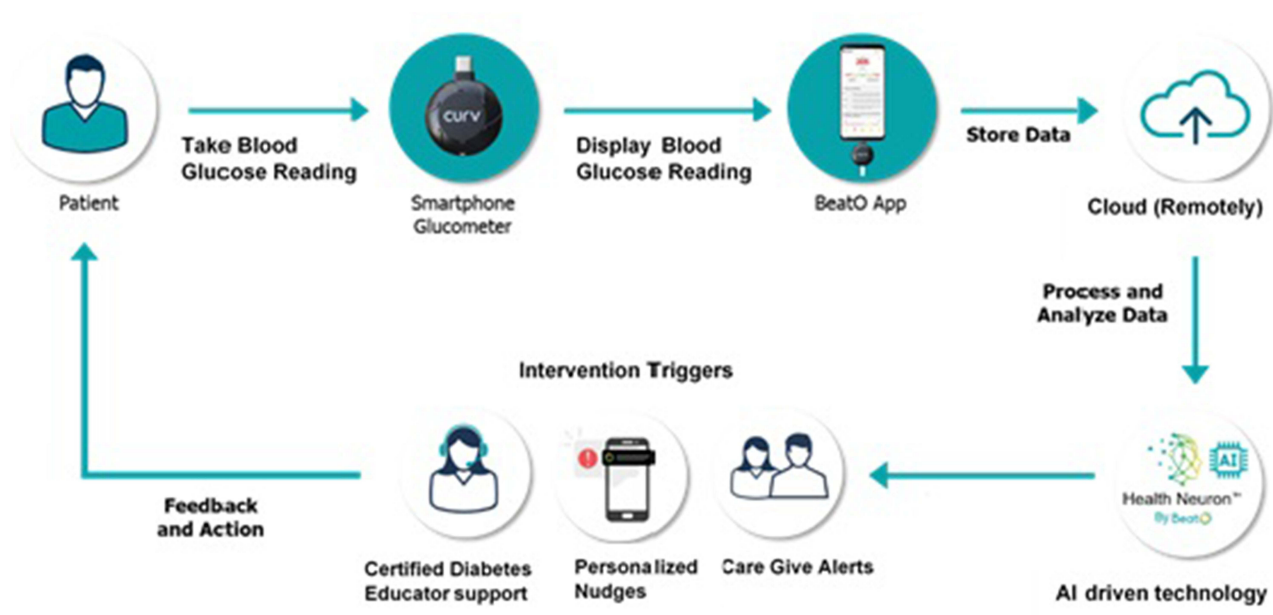 Take Blood
Glucose Reading
Patient
curv
Smartphone
Glucometer
Display Blood
Glucose Reading
BeatO App
Store Data
Cloud (Remotely)
Process and
Analyze Data
AI
Health Neuron™
By BeatO
AI driven technology
Intervention Triggers
Care Give Alerts
Personalized
Nudges
Certified Diabetes
Educator support
Feedback
and Action